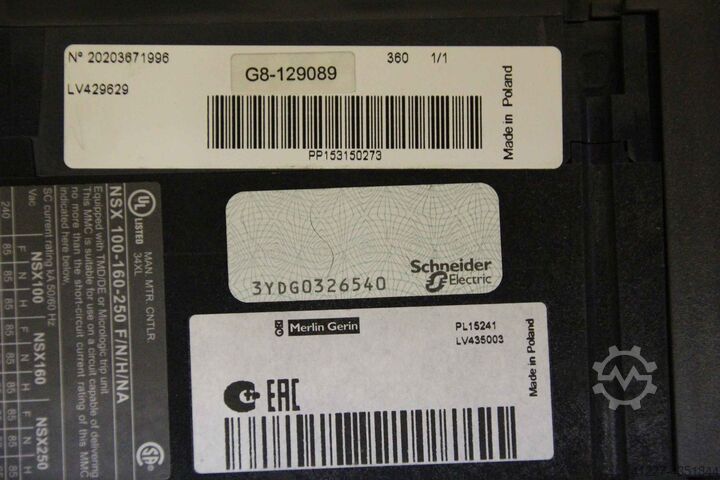 Nº 20203671996
G8-129089
360 1/1
LV429629
PP153150273
Made in Poland
3YDG0326540
Schneider
Electric
Merlin Gerin
PL15241
LV435003
Made in Poland
EAC
UL
LISTED
MAN MTR CNTLR
34XL
NSX 100-160-250 F/N/H/NA
Equipped with TMD/DE or Micrologic trip unit
This MMC is suitable for use on a circuit capable of delivering
no more than the short-circuit current rating of this MMC
indicated here below.
SC current rating kA 50/60 Hz
Vac
NSX100
NSX160
NSX250
F N H F N H F N H
240 85 85 85 85 85 85 85 85